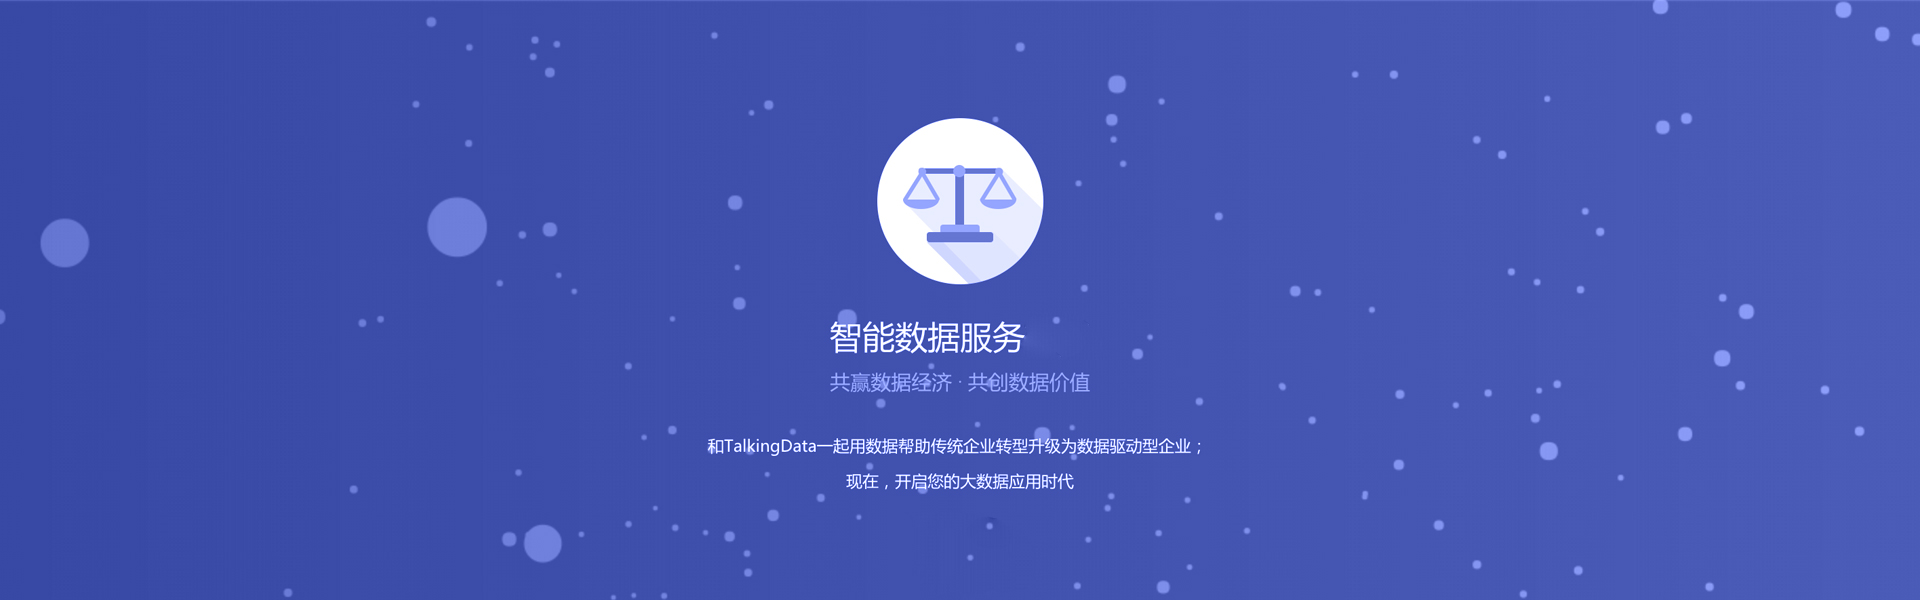 智能数据服务
共赢数据经济 · 共创数据价值
和TalkingData一起用数据帮助传统企业转型升级为数据驱动型企业；
现在，开启您的大数据应用时代